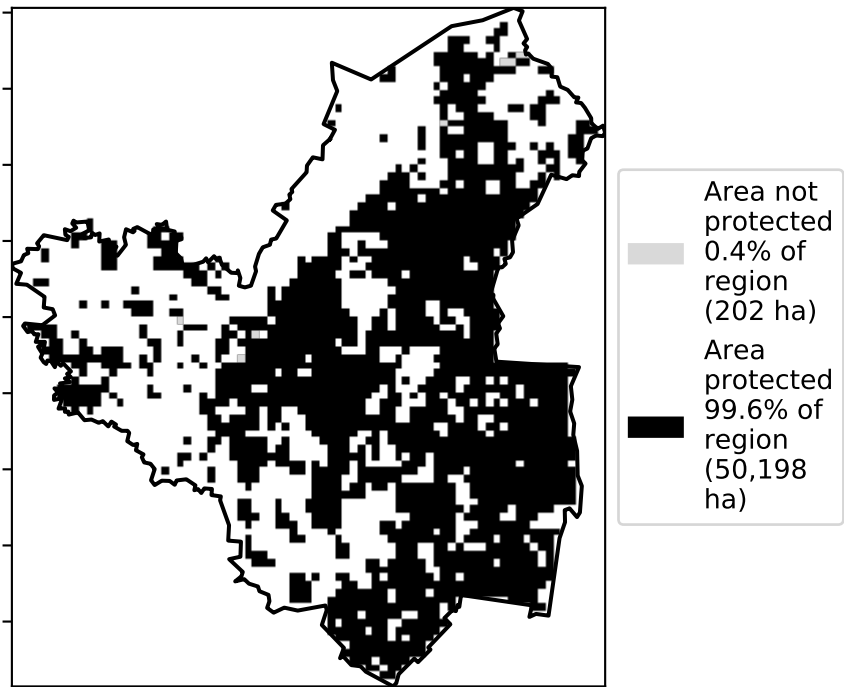 Area not
protected
0.4% of
region
(202 ha)
Area
protected
99.6% of
region
(50,198
ha)